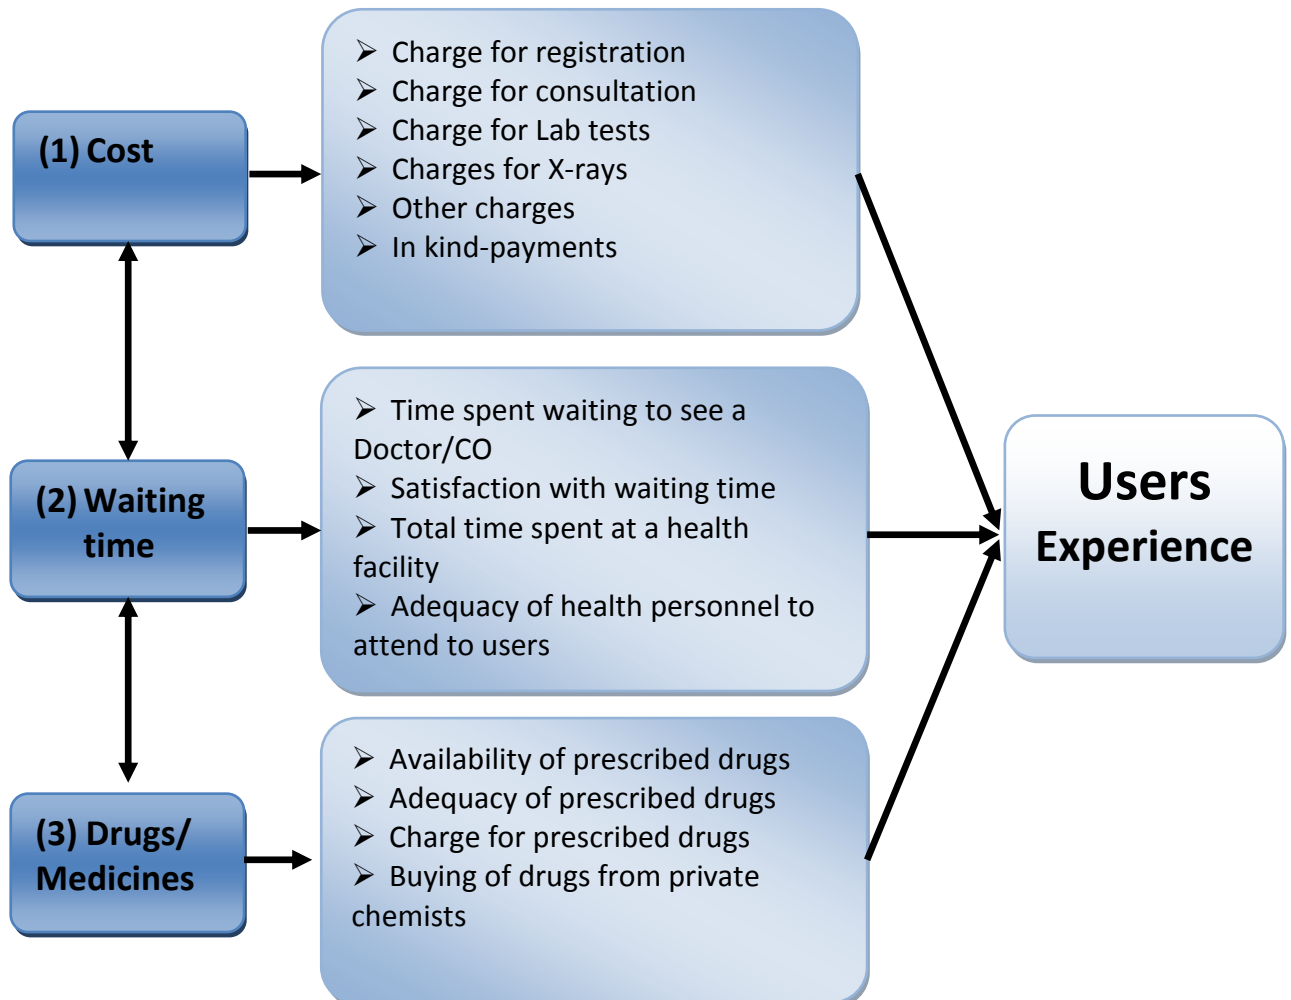 (1) Cost
➢ Charge for registration
➢ Charge for consultation
➢ Charge for Lab tests
➢ Charges for X-rays
➢ Other charges
➢ In kind-payments
(2) Waiting
time
➢ Time spent waiting to see a
Doctor/CO
➢ Satisfaction with waiting time
➢ Total time spent at a health
facility
➢ Adequacy of health personnel to
attend to users
(3) Drugs/
Medicines
➢ Availability of prescribed drugs
➢ Adequacy of prescribed drugs
➢ Charge for prescribed drugs
➢ Buying of drugs from private
chemists
Users
Experience